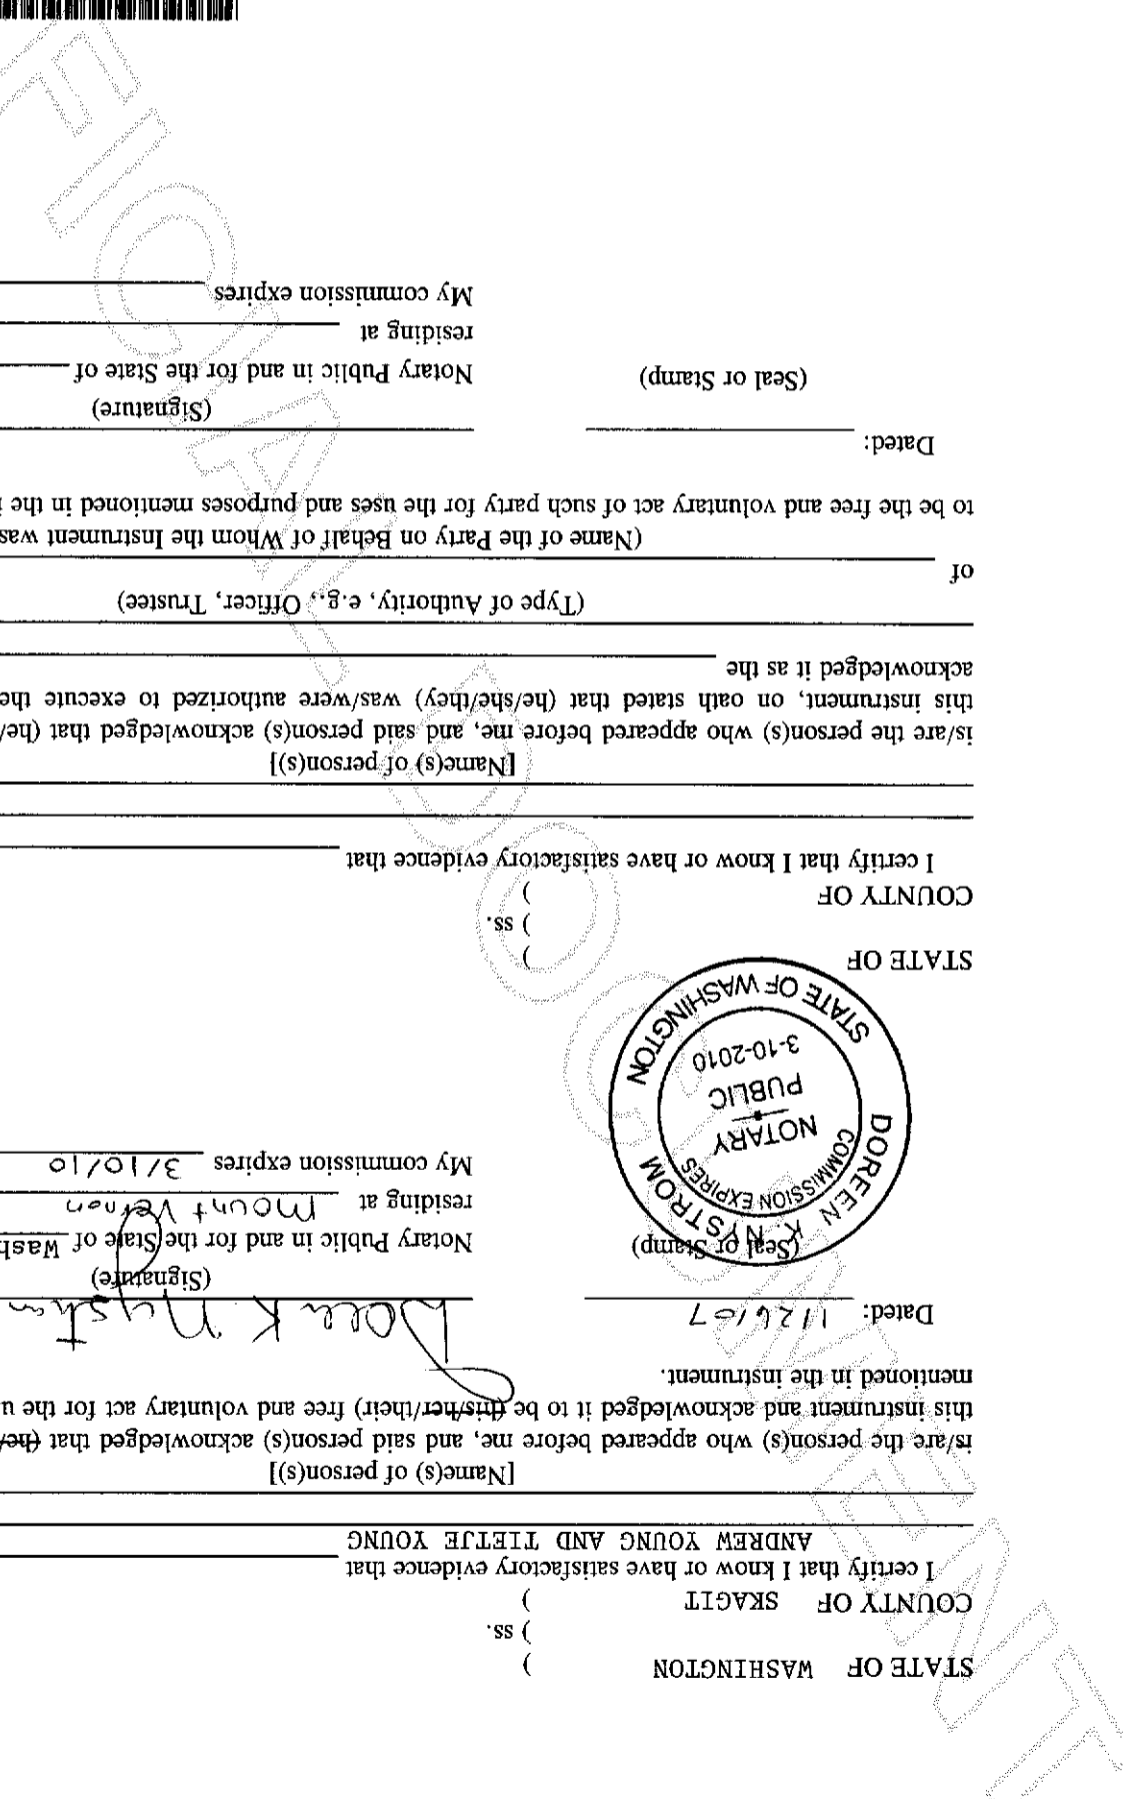 STATE OF WASHINGTON )
) ss.
COUNTY OF SKAGIT )
I certify that I know or have satisfactory evidence that
ANDREW YOUNG AND TIETJE YOUNG
[Name(s) of person(s)]
is/are the person(s) who appeared before me, and said person(s) acknowledged that (he/
this instrument and acknowledged it to be (his/her/their) free and voluntary act for the u
mentioned in the instrument.
Dated: 1/26/07
(Signature)
(Seal or Stamp)
Notary Public in and for the State of Wash
residing at Mount Vernon
My commission expires 3/10/10
DOREEN K NYSTROM
COMMISSION EXPIRES
NOTARY
PUBLIC
3-10-2010
STATE OF WASHINGTON
STATE OF )
) ss.
COUNTY OF )
I certify that I know or have satisfactory evidence that
[Name(s) of person(s)]
is/are the person(s) who appeared before me, and said person(s) acknowledged that (he/
this instrument, on oath stated that (he/she/they) was/were authorized to execute the
acknowledged it as the
(Type of Authority, e.g., Officer, Trustee)
of
(Name of the Party on Behalf of Whom the Instrument was
to be the free and voluntary act of such party for the uses and purposes mentioned in the
Dated:
(Signature)
(Seal or Stamp)
Notary Public in and for the State of
residing at
My commission expires